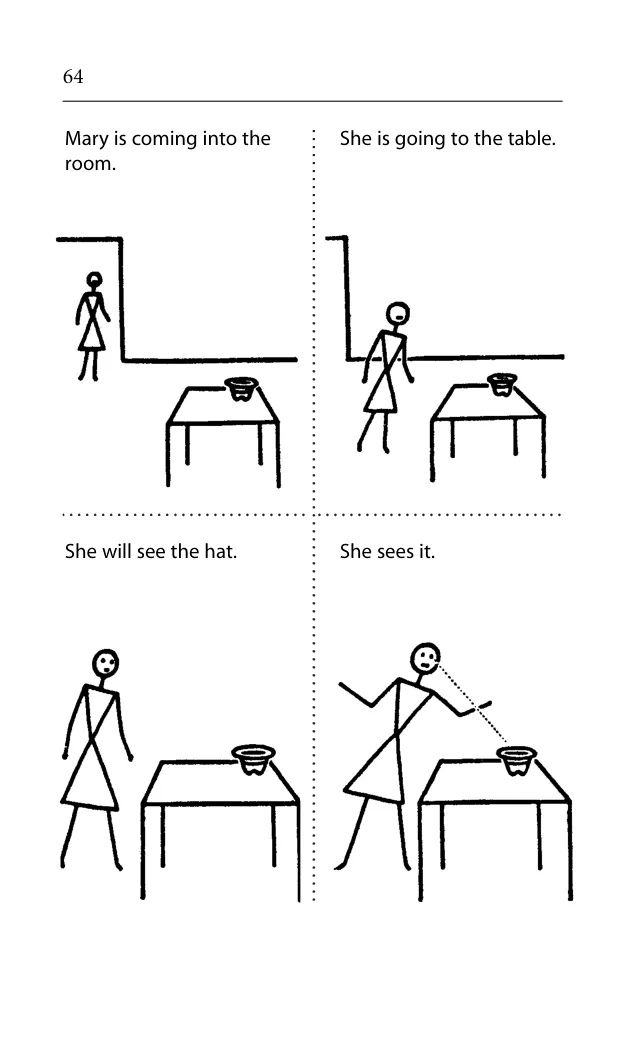 64
Mary is coming into the
room.
She is going to the table.
She will see the hat.
She sees it.